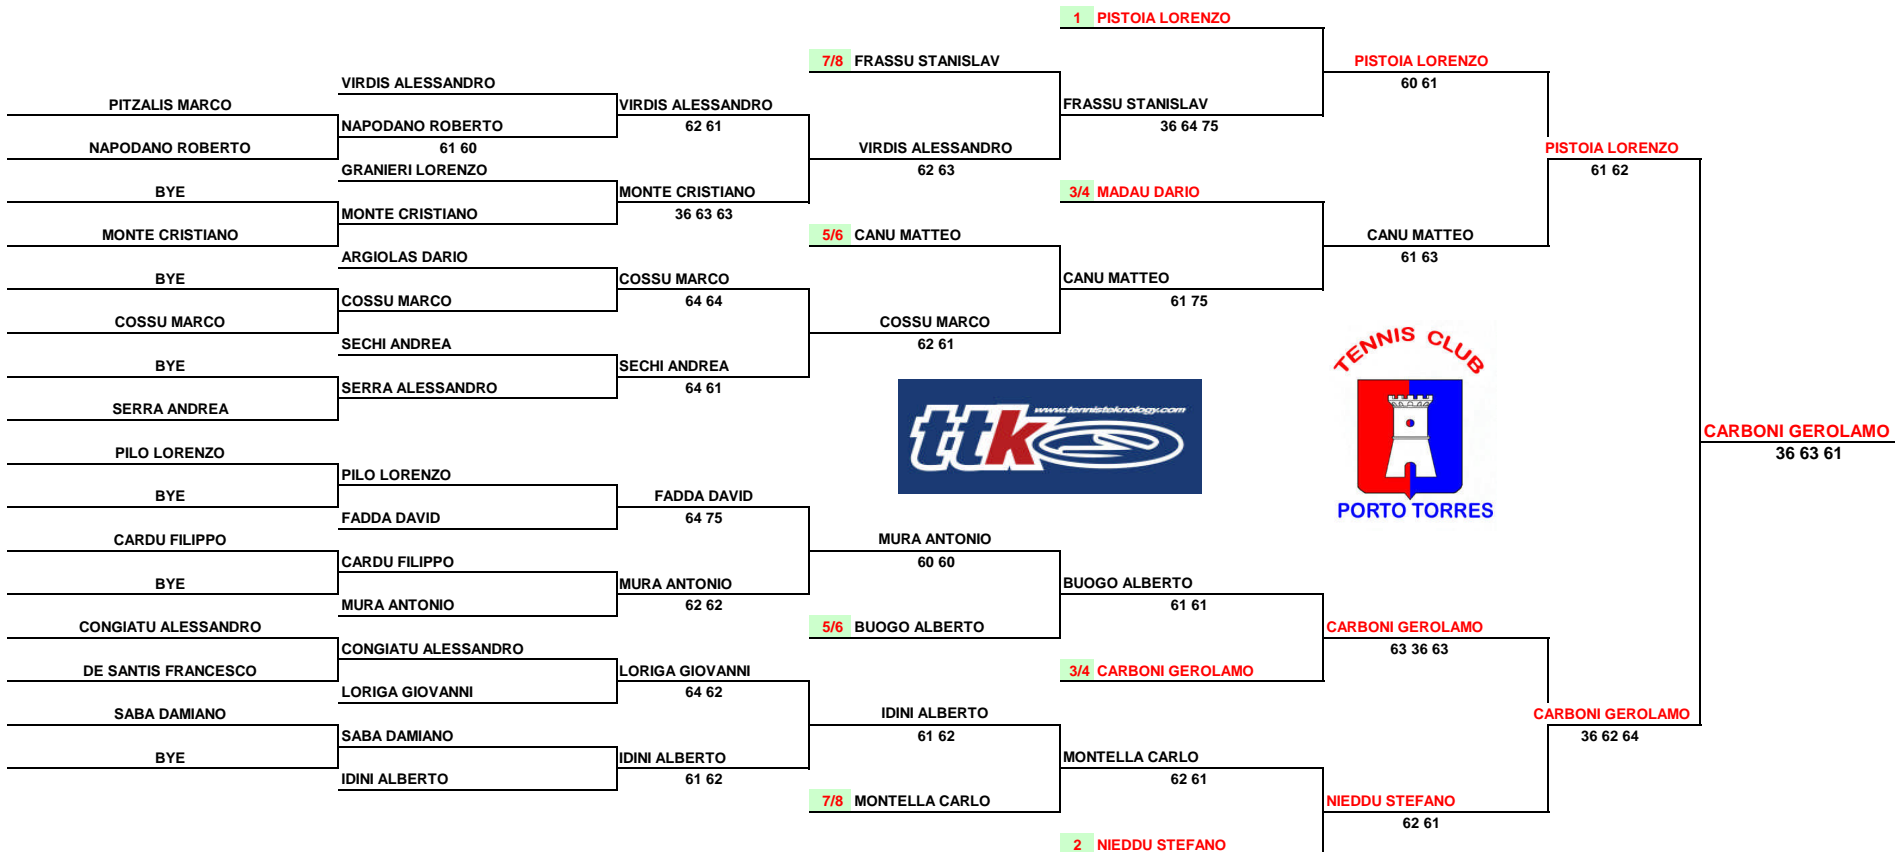 1 PISTOIA LORENZO
7/8 FRASSU STANISLAV
PISTOIA LORENZO
60 61
VIRDIS ALESSANDRO
PITZALIS MARCO
VIRDIS ALESSANDRO
62 61
FRASSU STANISLAV
36 64 75
NAPODANO ROBERTO
61 60
NAPODANO ROBERTO
VIRDIS ALESSANDRO
62 63
PISTOIA LORENZO
61 62
GRANIERI LORENZO
BYE
MONTE CRISTIANO
36 63 63
3/4 MADAU DARIO
MONTE CRISTIANO
MONTE CRISTIANO
5/6 CANU MATTEO
CANU MATTEO
61 63
ARGIOLAS DARIO
BYE
COSSU MARCO
64 64
CANU MATTEO
61 75
COSSU MARCO
COSSU MARCO
COSSU MARCO
62 61
SECHI ANDREA
BYE
SECHI ANDREA
64 61
SERRA ALESSANDRO
SERRA ANDREA
TENNIS CLUB
PORTO TORRES
www.tennisteknology.com
ttk
CARBONI GEROLAMO
36 63 61
PILO LORENZO
PILO LORENZO
BYE
FADDA DAVID
64 75
FADDA DAVID
CARDU FILIPPO
MURA ANTONIO
60 60
CARDU FILIPPO
BYE
MURA ANTONIO
62 62
BUOGO ALBERTO
61 61
MURA ANTONIO
CONGIATU ALESSANDRO
5/6 BUOGO ALBERTO
CARBONI GEROLAMO
63 36 63
CONGIATU ALESSANDRO
DE SANTIS FRANCESCO
LORIGA GIOVANNI
64 62
3/4 CARBONI GEROLAMO
LORIGA GIOVANNI
SABA DAMIANO
IDINI ALBERTO
61 62
CARBONI GEROLAMO
36 62 64
SABA DAMIANO
BYE
IDINI ALBERTO
61 62
MONTELLA CARLO
62 61
IDINI ALBERTO
7/8 MONTELLA CARLO
NIEDDU STEFANO
62 61
2 NIEDDU STEFANO